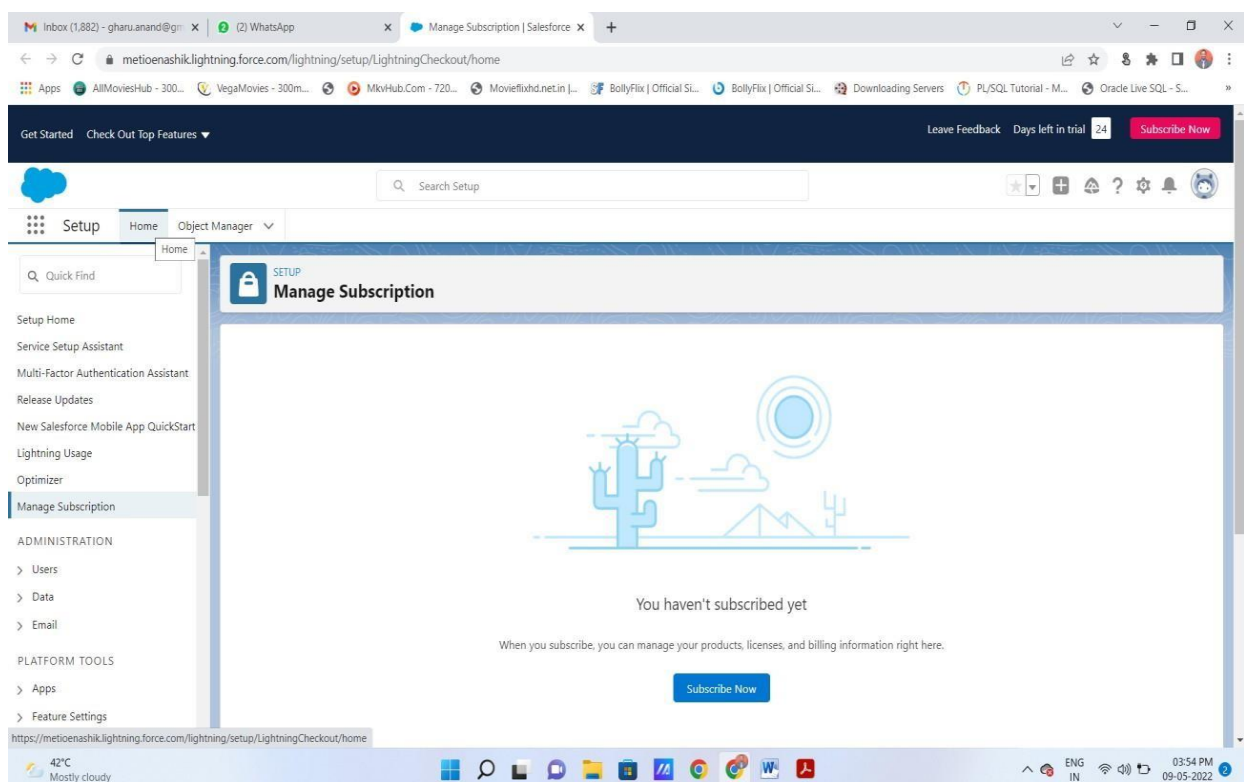 Inbox (1,882) - gharu.anand@gm
(2) WhatsApp
Manage Subscription | Salesforce
metioenashik.lightning.force.com/lightning/setup/LightningCheckout/home
Apps AllMoviesHub - 300... VegaMovies - 300m... MkvHub.Com - 720... Movieflixhd.net.in |... BollyFlix | Official Si... BollyFlix | Official Si... Downloading Servers PL/SQL Tutorial - M... Oracle Live SQL - S... »
Get Started Check Out Top Features Leave Feedback Days left in trial 24 Subscribe Now
Search Setup
Setup Home Object Manager
Home
Quick Find
SETUP
Manage Subscription
Setup Home
Service Setup Assistant
Multi-Factor Authentication Assistant
Release Updates
New Salesforce Mobile App QuickStart
Lightning Usage
Optimizer
Manage Subscription
ADMINISTRATION
Users
Data
Email
PLATFORM TOOLS
Apps
Feature Settings
You haven't subscribed yet
When you subscribe, you can manage your products, licenses, and billing information right here.
Subscribe Now
https://metioenashik.lightning.force.com/lightning/setup/LightningCheckout/home
42°C
Mostly cloudy
ENG
IN
03:54 PM
09-05-2022
2